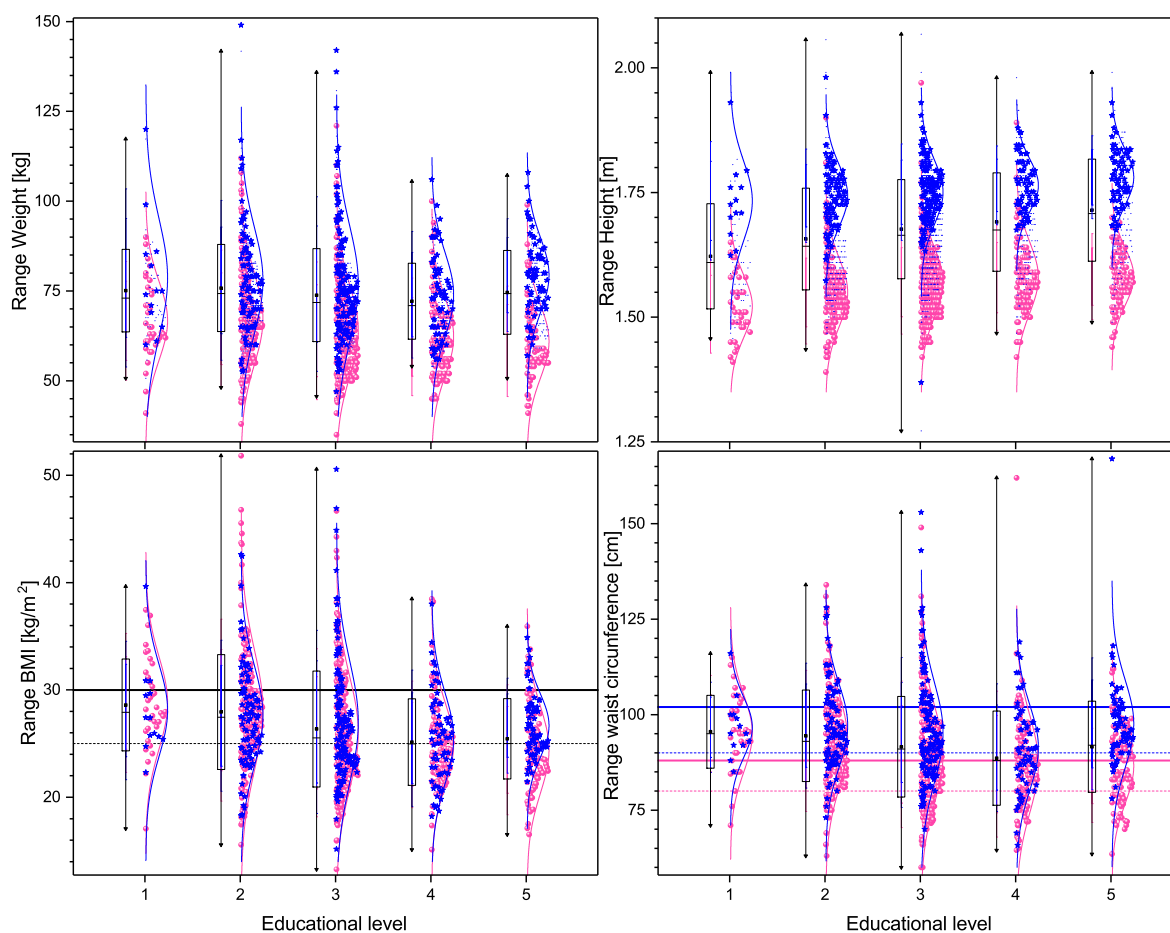 150
125
100
75
50
Range Weight [kg]
2.00
1.75
1.50
1.25
Range Height [m]
50
40
30
20
Range BMI [kg/m²]
150
125
100
75
Range waist circunference [cm]
1 2 3 4 5
Educational level
1 2 3 4 5
Educational level